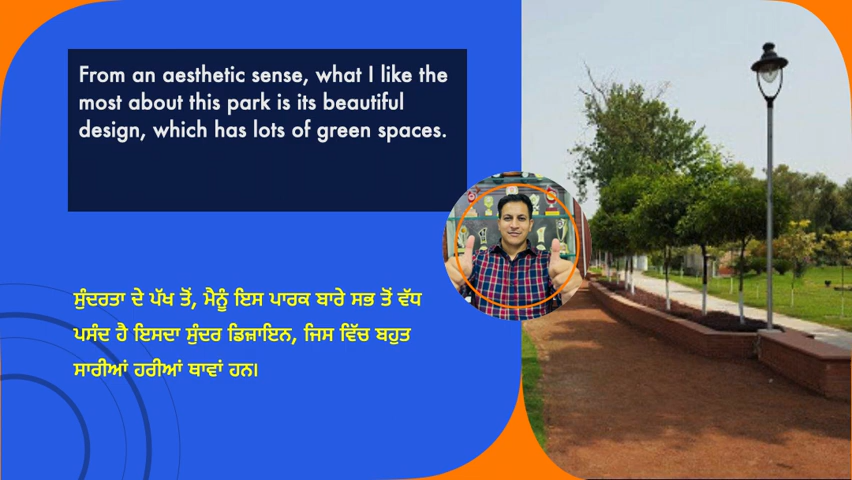 From an aesthetic sense, what I like the
most about this park is its beautiful
design, which has lots of green spaces.
ਸੁੰਦਰਤਾ ਦੇ ਪੱਖ ਤੋਂ, ਮੈਨੂੰ ਇਸ ਪਾਰਕ ਬਾਰੇ ਸਭ ਤੋਂ ਵੱਧ
ਪਸੰਦ ਹੈ ਇਸਦਾ ਸੁੰਦਰ ਡਿਜ਼ਾਇਨ, ਜਿਸ ਵਿੱਚ ਬਹੁਤ
ਸਾਰੀਆਂ ਹਰੀਆਂ ਥਾਵਾਂ ਹਨ।